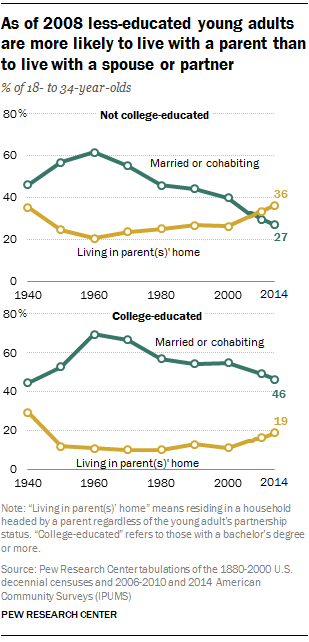 As of 2008 less-educated young adults
are more likely to live with a parent than
to live with a spouse or partner
% of 18- to 34-year-olds
80%
Not college-educated
60
Married or cohabiting
40
36
27
20
Living in parent(s)' home
0
1940 1960 1980 2000 2014
80%
College-educated
Married or cohabiting
60
40
46
20
19
Living in parent(s)' home
0
1940 1960 1980 2000 2014
Note: “Living in parent(s)’ home” means residing in a household
headed by a parent regardless of the young adult’s partnership
status. “College-educated” refers to those with a bachelor’s degree
or more.
Source: Pew Research Center tabulations of the 1880-2000 U.S.
decennial censuses and 2006-2010 and 2014 American
Community Surveys (IPUMS)
PEW RESEARCH CENTER